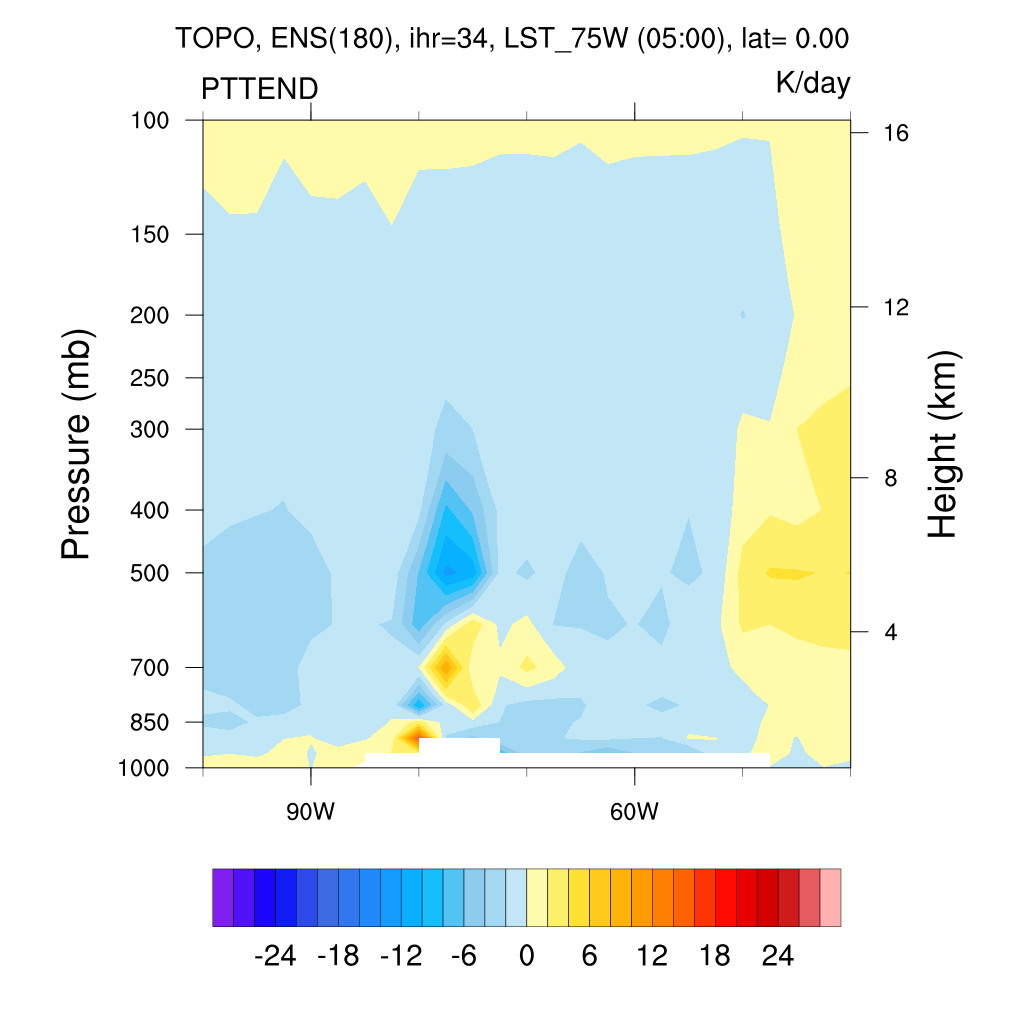 TOPO, ENS(180), ihr=34, LST_75W (05:00), lat= 0.00
PTTEND
K/day
100
150
200
250
300
400
500
700
850
1000
Pressure (mb)
16
12
8
4
Height (km)
90W
60W
-24 -18 -12 -6 0 6 12 18 24